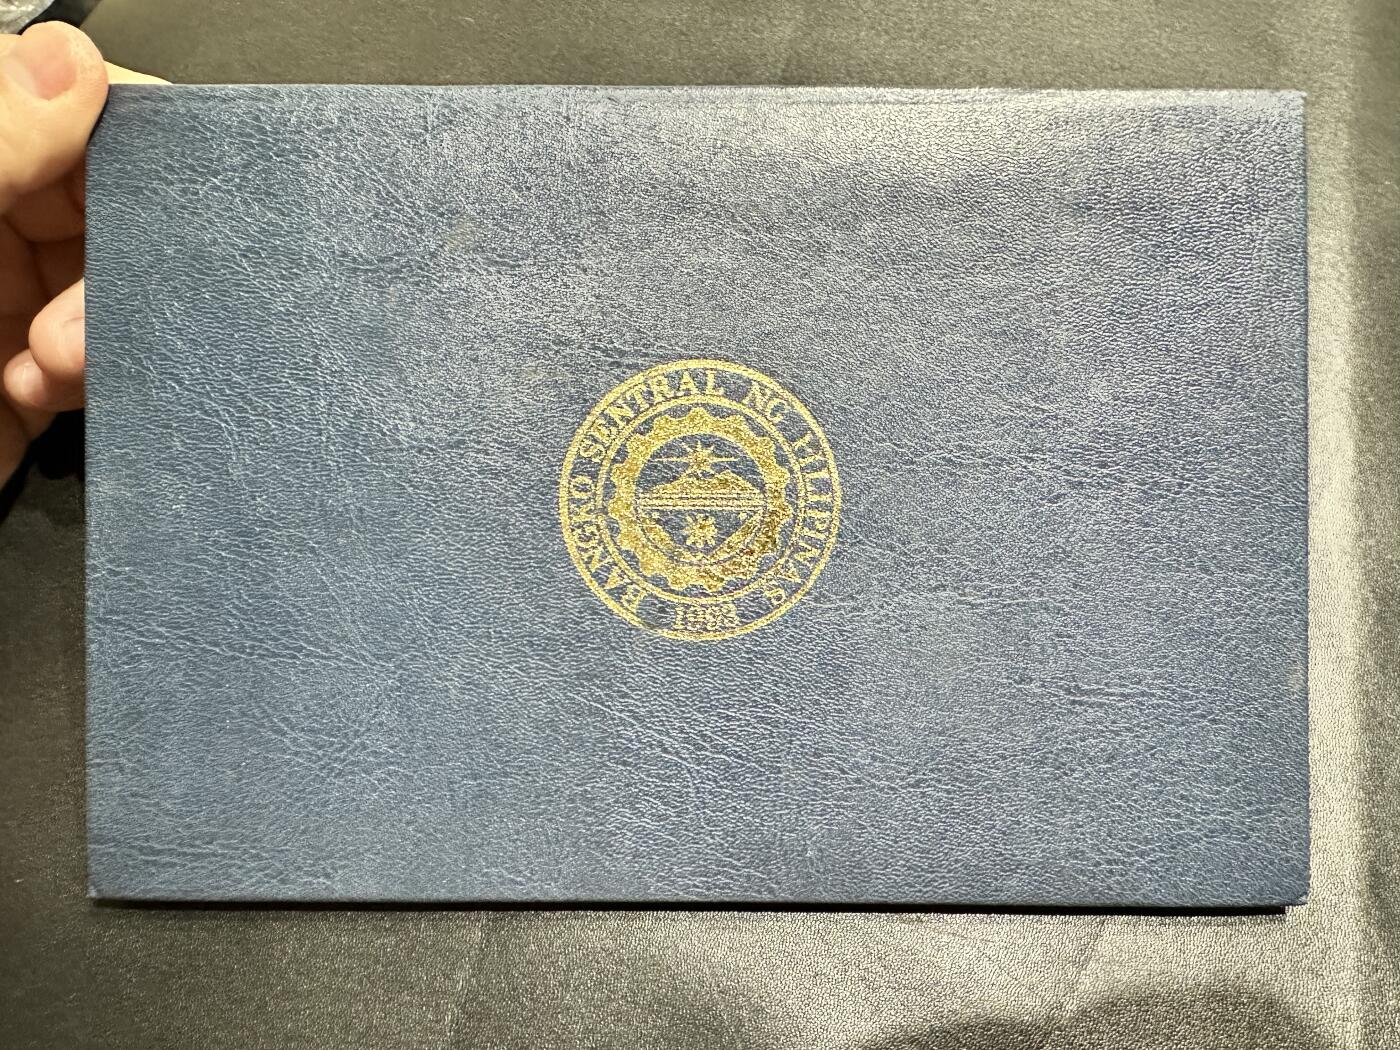 BANGKO SENTRAL NG PILIPINAS
1993